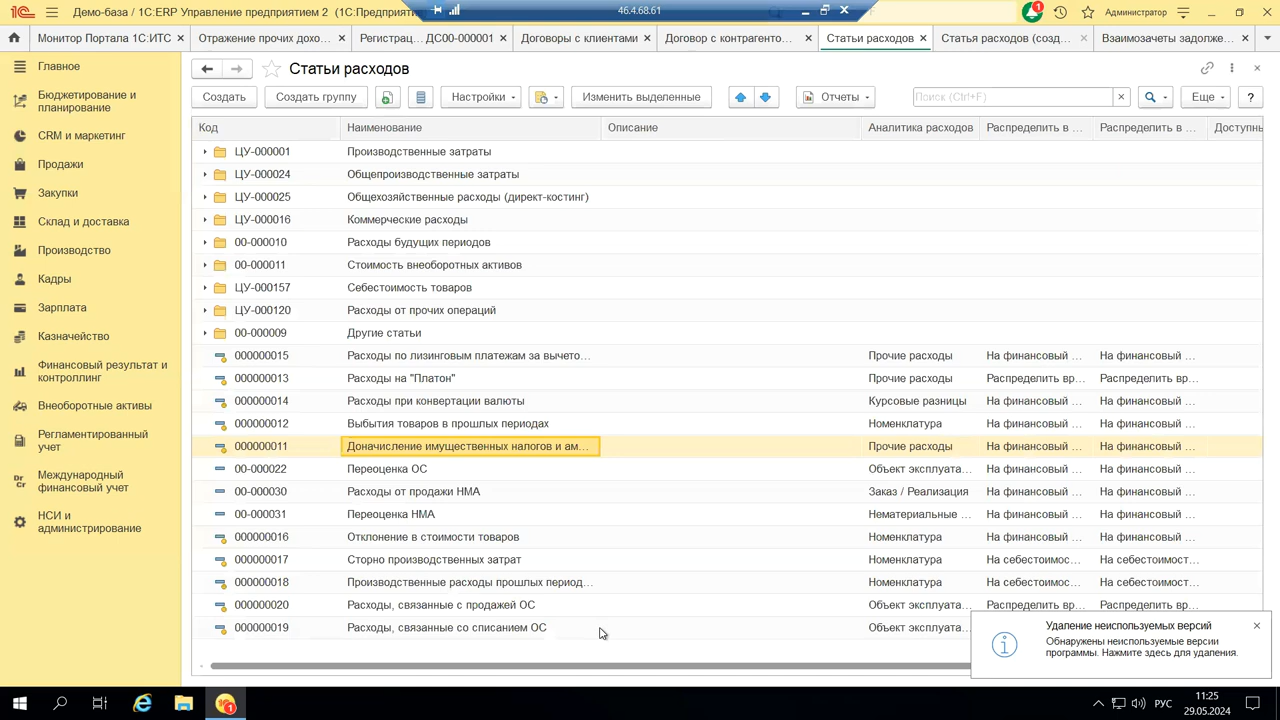 Демо-база / 1С:ERP Управление предприятием 2 (1С:Предприяти
46.4.68.61
1
Администратор
Монитор Портала 1С:ИТС
Отражение прочих дохо...
Регистрац... ДС00-000001
Договоры с клиентами
Договор с контрагенто...
Статьи расходов
Статья расходов (созд...
Взаимозачеты задолже...
Главное
Бюджетирование и
планирование
CRM и маркетинг
Продажи
Закупки
Склад и доставка
Производство
Кадры
Зарплата
Казначейство
Финансовый результат и
контроллинг
Внеоборотные активы
Регламентированный
учет
Международный
финансовый учет
НСИ и
администрирование
Статьи расходов
Создать
Создать группу
Настройки
Изменить выделенные
Отчеты
Поиск (Ctrl+F)
Еще
?
Код Наименование Описание Аналитика расходов Распределить в ... Распределить в ... Доступнь
ЦУ-000001 Производственные затраты
ЦУ-000024 Общепроизводственные затраты
ЦУ-000025 Общехозяйственные расходы (директ-костинг)
ЦУ-000016 Коммерческие расходы
00-000010 Расходы будущих периодов
00-000011 Стоимость внеоборотных активов
ЦУ-000157 Себестоимость товаров
ЦУ-000120 Расходы от прочих операций
00-000009 Другие статьи
000000015 Расходы по лизинговым платежам за вычето... Прочие расходы На финансовый ... На финансовый ...
000000013 Расходы на "Платон" Прочие расходы Распределить вр... Распределить вр...
000000014 Расходы при конвертации валюты Курсовые разницы На финансовый ... На финансовый ...
000000012 Выбытия товаров в прошлых периодах Номенклатура На финансовый ... На финансовый ...
000000011 Доначисление имущественных налогов и ам... Прочие расходы На финансовый ... На финансовый ...
00-000022 Переоценка ОС Объект эксплуата... На финансовый ... На финансовый ...
00-000030 Расходы от продажи НМА Заказ / Реализация На финансовый ... На финансовый ...
00-000031 Переоценка НМА Нематериальные ... На финансовый ... На финансовый ...
000000016 Отклонение в стоимости товаров Номенклатура На финансовый ... На финансовый ...
000000017 Сторно производственных затрат Номенклатура На себестоимост... На себестоимост...
000000018 Производственные расходы прошлых период... Номенклатура На себестоимос... На себестоимост...
000000020 Расходы, связанные с продажей ОС Объект эксплуата... Распределить вр... Распределить вр...
000000019 Расходы, связанные со списанием ОС Объект эксплуата...
Удаление неиспользуемых версий
Обнаружены неиспользуемые версии
программы. Нажмите здесь для удаления.
РУС
11:25
29.05.2024